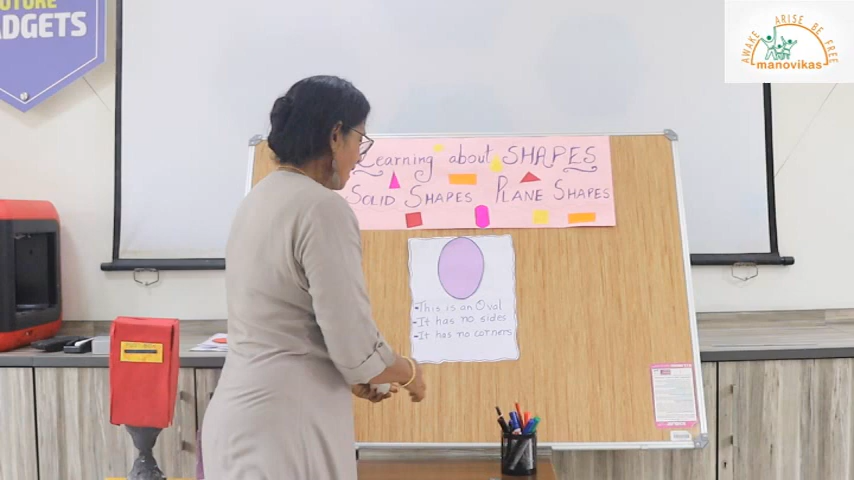 FUTURE
GADGETS
AWAKE ARISE BE FREE
manovikas
Learning about SHAPES
SOLID SHAPES PLANE SHAPES
-This is an Oval
-It has no sides
-It has no corners